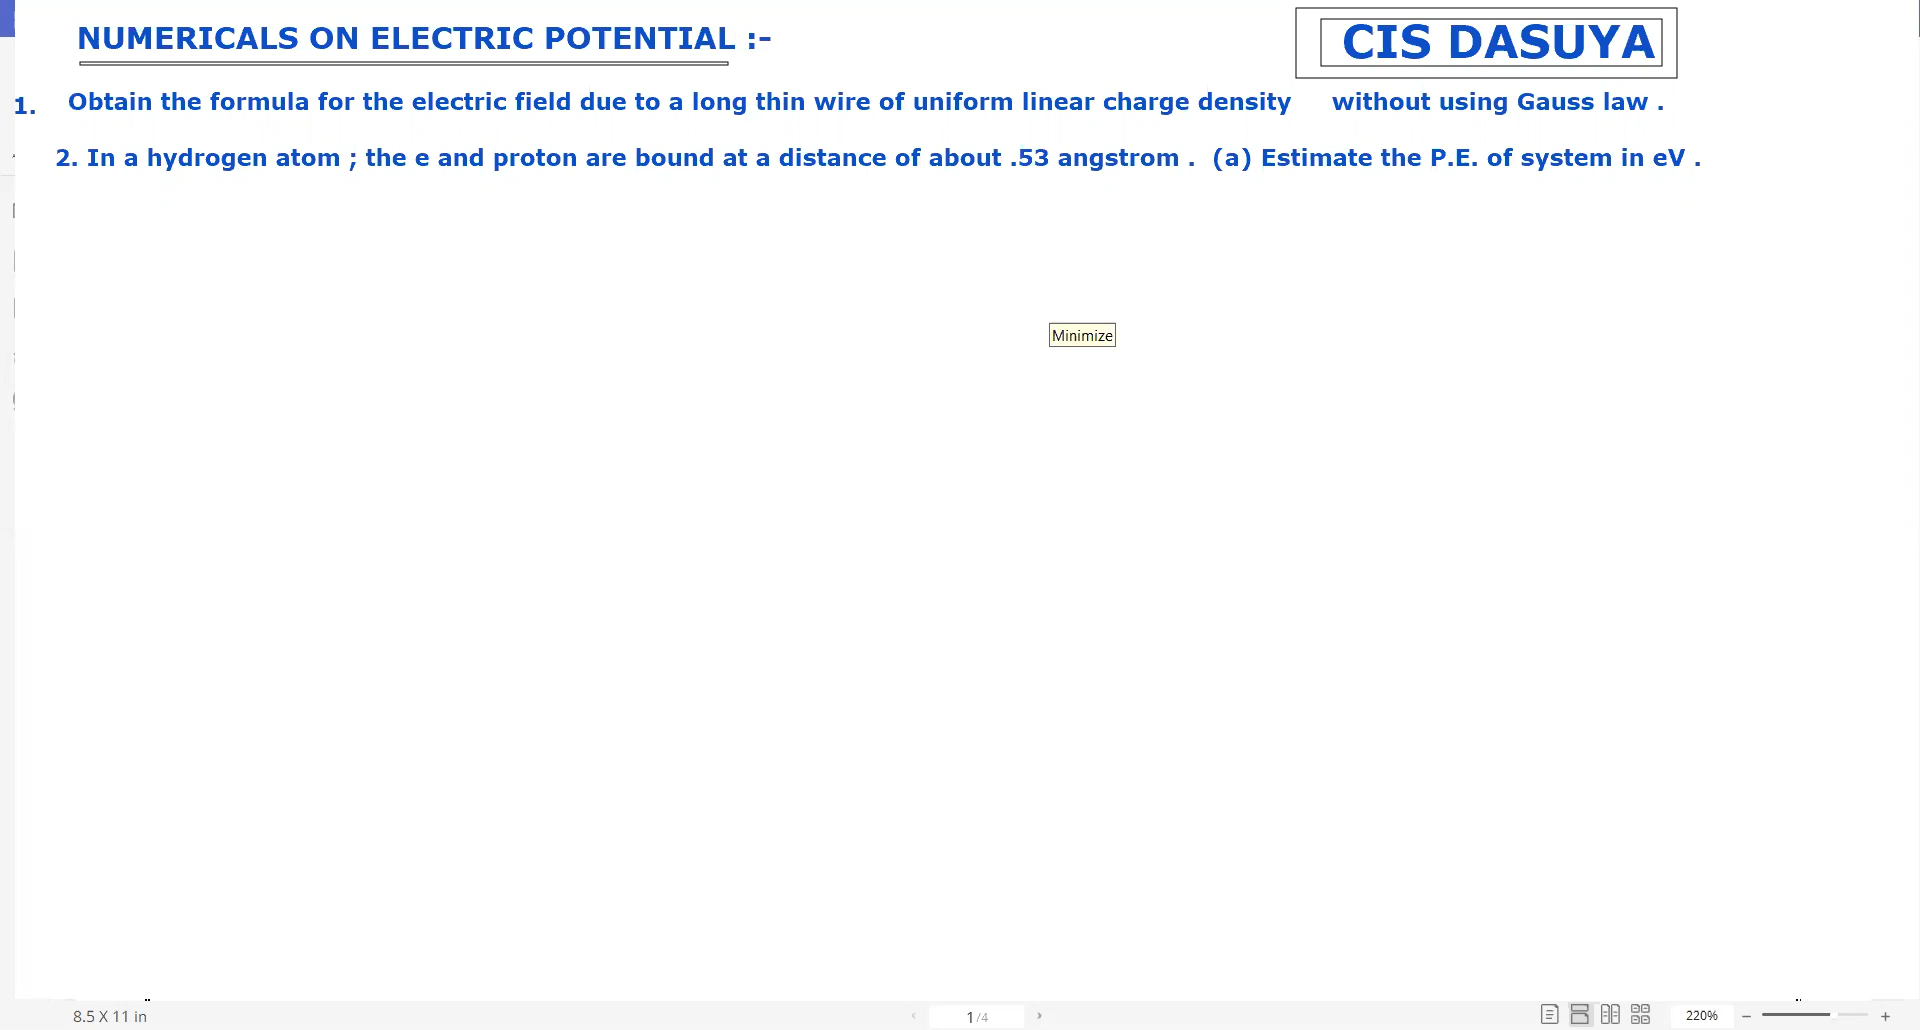 NUMERICALS ON ELECTRIC POTENTIAL :-
CIS DASUYA
1. Obtain the formula for the electric field due to a long thin wire of uniform linear charge density without using Gauss law .
2. In a hydrogen atom ; the e and proton are bound at a distance of about .53 angstrom . (a) Estimate the P.E. of system in eV .
Minimize
8.5 X 11 in
1 /4
220%